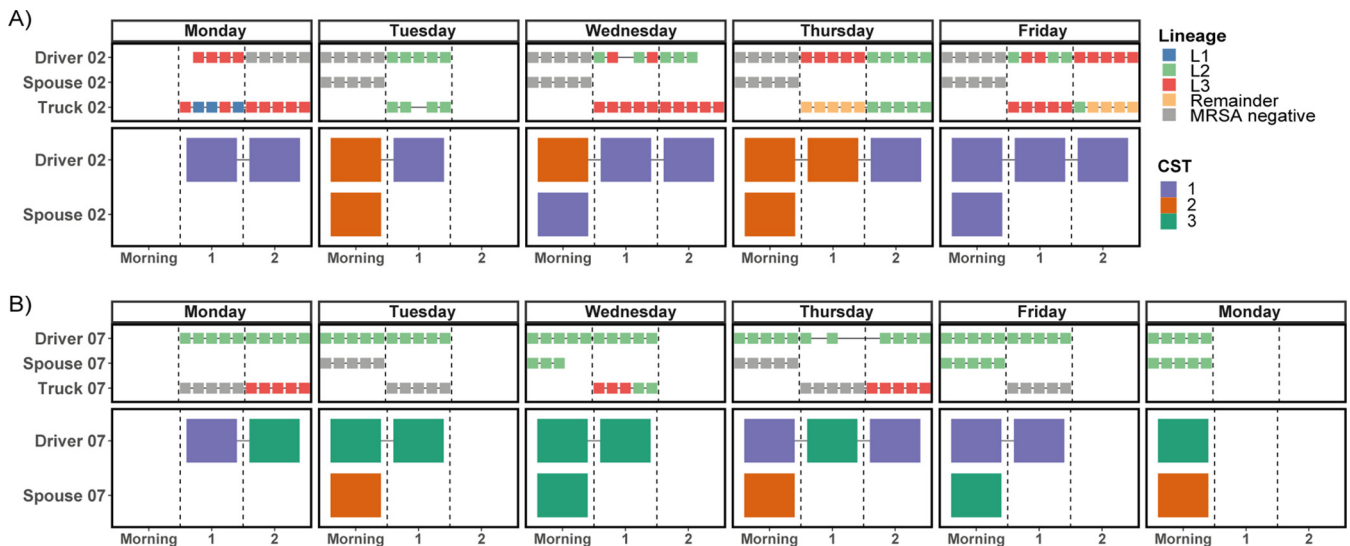 A)
Monday Tuesday Wednesday Thursday Friday
Driver 02
Spouse 02
Truck 02
Driver 02
Spouse 02
Morning 1 2 Morning 1 2 Morning 1 2 Morning 1 2 Morning 1 2
Lineage
L1
L2
L3
Remainder
MRSA negative
CST
1
2
3
B)
Monday Tuesday Wednesday Thursday Friday Monday
Driver 07
Spouse 07
Truck 07
Driver 07
Spouse 07
Morning 1 2 Morning 1 2 Morning 1 2 Morning 1 2 Morning 1 2 Morning 1 2